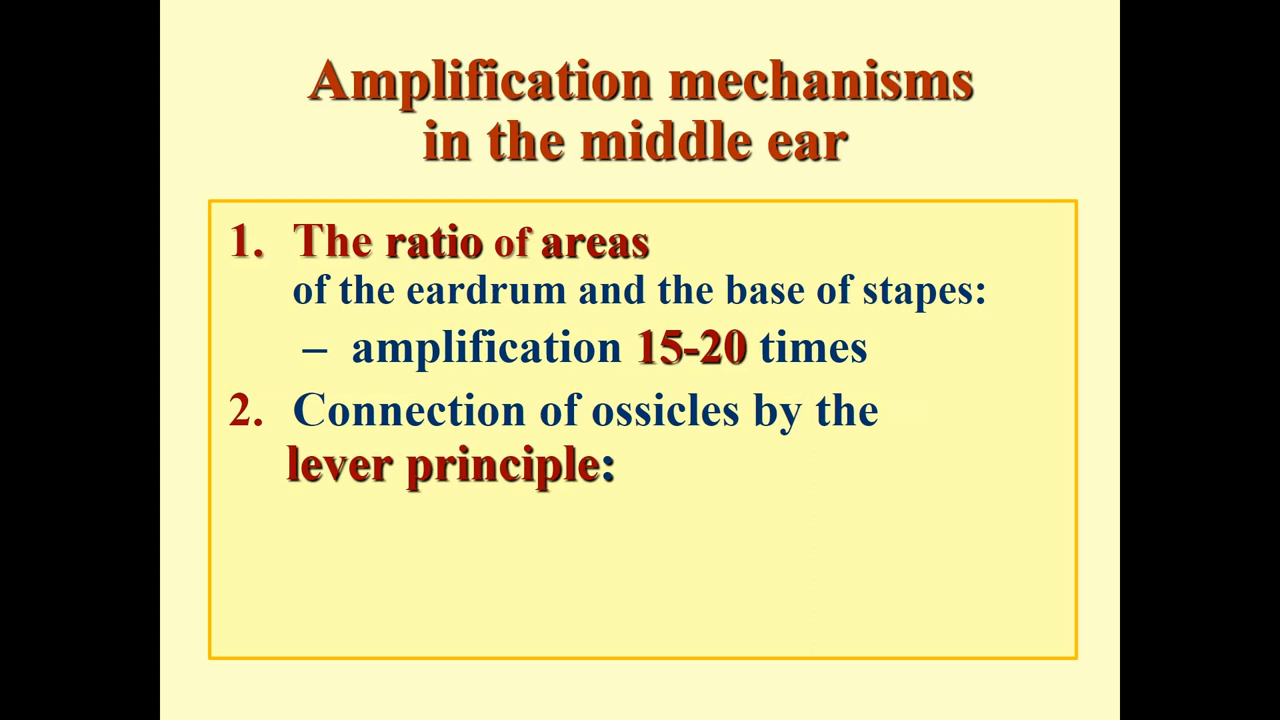 Amplification mechanisms
in the middle ear
1. The ratio of areas
of the eardrum and the base of stapes:
– amplification 15-20 times
2. Connection of ossicles by the
lever principle: